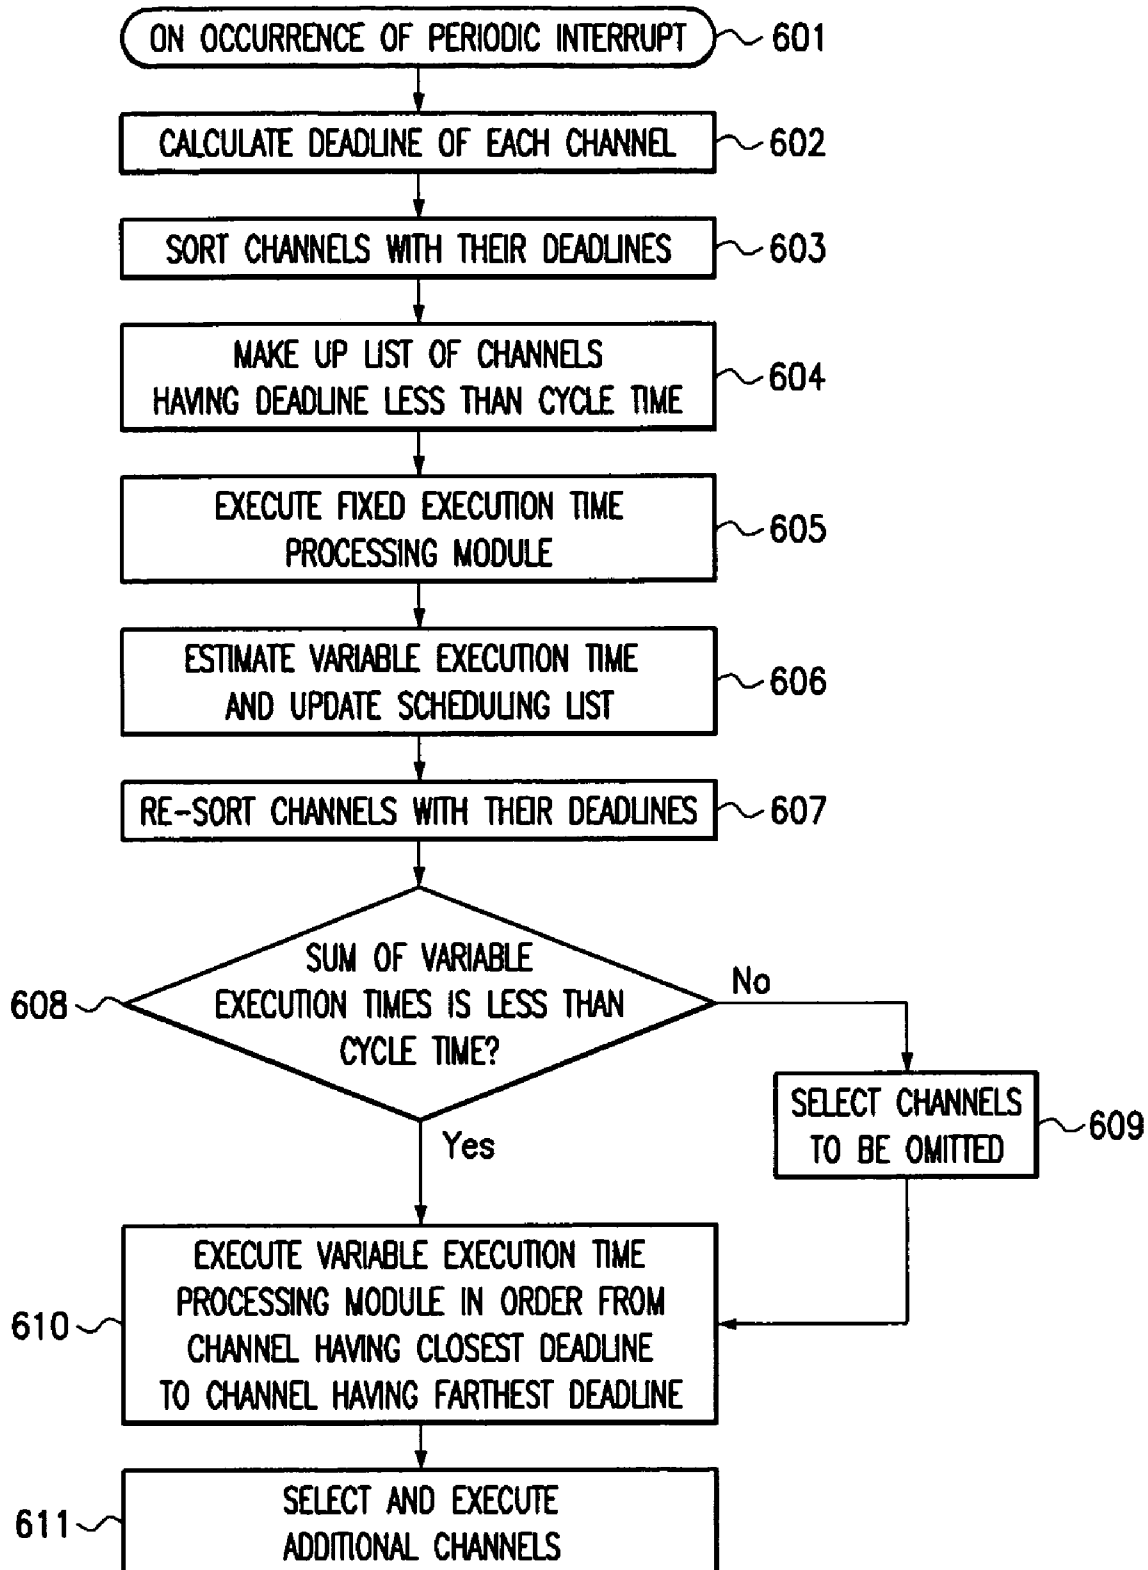 ON OCCURRENCE OF PERIODIC INTERRUPT
601
CALCULATE DEADLINE OF EACH CHANNEL
602
SORT CHANNELS WITH THEIR DEADLINES
603
MAKE UP LIST OF CHANNELS
HAVING DEADLINE LESS THAN CYCLE TIME
604
EXECUTE FIXED EXECUTION TIME
PROCESSING MODULE
605
ESTIMATE VARIABLE EXECUTION TIME
AND UPDATE SCHEDULING LIST
606
RE-SORT CHANNELS WITH THEIR DEADLINES
607
608
SUM OF VARIABLE
EXECUTION TIMES IS LESS THAN
CYCLE TIME?
No
Yes
SELECT CHANNELS
TO BE OMITTED
609
610
EXECUTE VARIABLE EXECUTION TIME
PROCESSING MODULE IN ORDER FROM
CHANNEL HAVING CLOSEST DEADLINE
TO CHANNEL HAVING FARTHEST DEADLINE
611
SELECT AND EXECUTE
ADDITIONAL CHANNELS